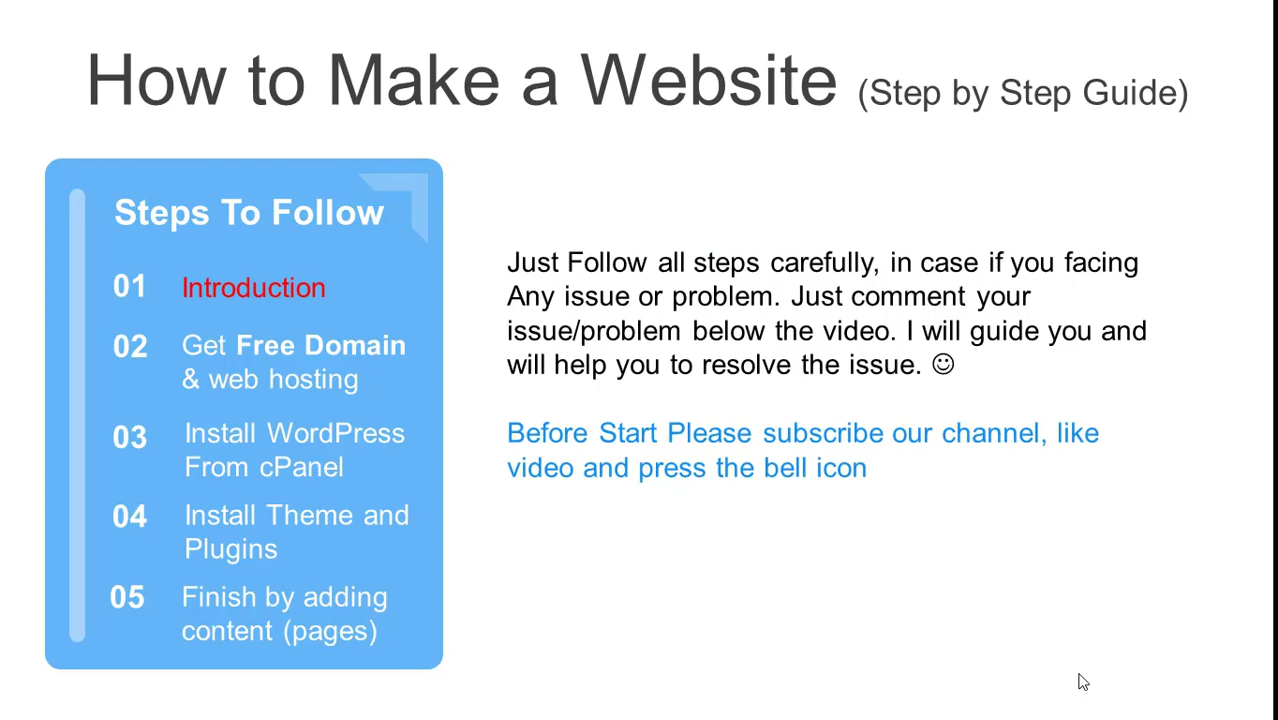 How to Make a Website (Step by Step Guide)
Steps To Follow
01 Introduction
02 Get Free Domain
& web hosting
03 Install WordPress
From cPanel
04 Install Theme and
Plugins
05 Finish by adding
content (pages)
Just Follow all steps carefully, in case if you facing
Any issue or problem. Just comment your
issue/problem below the video. I will guide you and
will help you to resolve the issue. ☺
Before Start Please subscribe our channel, like
video and press the bell icon